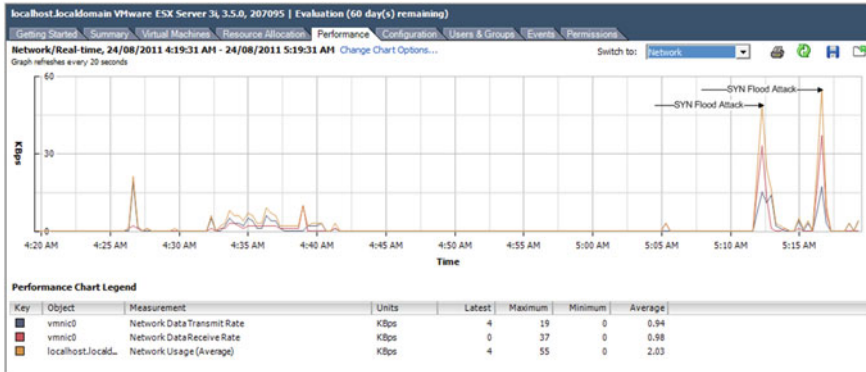 localhost.localdomain VMware ESX Server 3i, 3.5.0, 207095 | Evaluation (60 day(s) remaining)
Getting Started Summary Virtual Machines Resource Allocation Performance Configuration Users & Groups Events Permissions
Network/Real-time, 24/08/2011 4:19:31 AM - 24/08/2011 5:19:31 AM Change Chart Options... Switch to: Network
Graph refreshes every 20 seconds
60
SYN Flood Attack
SYN Flood Attack
KBps
30
0
4:20 AM 4:25 AM 4:30 AM 4:35 AM 4:40 AM 4:45 AM 4:50 AM 4:55 AM 5:00 AM 5:05 AM 5:10 AM 5:15 AM
Time
Performance Chart Legend
Key Object Measurement Units Latest Maximum Minimum Average
vmnic0 Network Data Transmit Rate KBps 4 19 0 0.94
vmnic0 Network Data Receive Rate KBps 0 37 0 0.98
localhost.locald... Network Usage (Average) KBps 4 55 0 2.03